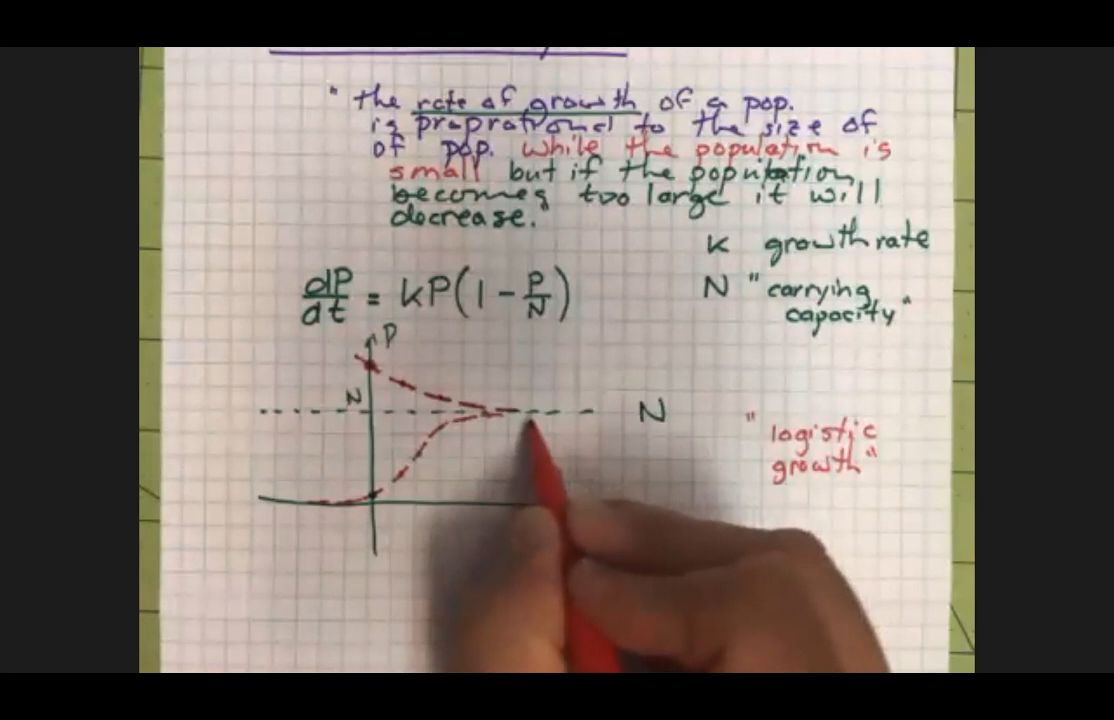 " the rate of growth of a pop.
is proprotional to the size of
of pop. while the population is
small but if the population
becomes too large it will
decrease."
k growth rate
dP/dt = kP(1 - P/N)
N "carrying
capacity"
P
N
N
"logistic
growth"